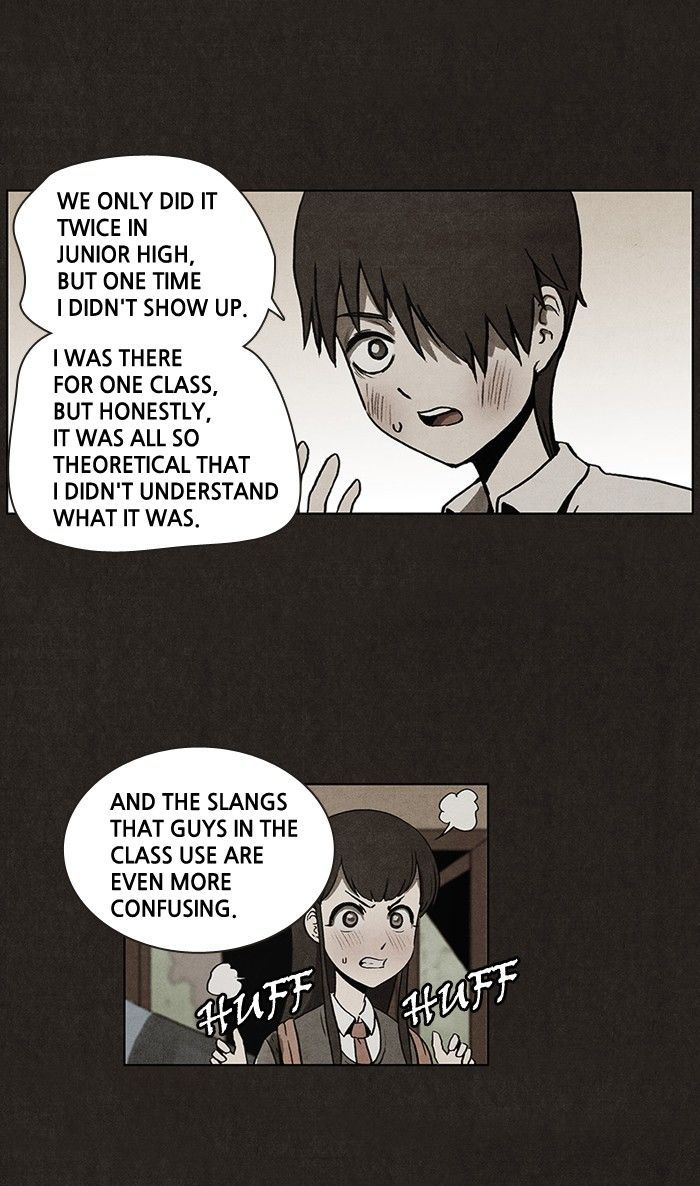 WE ONLY DID IT
TWICE IN
JUNIOR HIGH,
BUT ONE TIME
I DIDN'T SHOW UP.
I WAS THERE
FOR ONE CLASS,
BUT HONESTLY,
IT WAS ALL SO
THEORETICAL THAT
I DIDN'T UNDERSTAND
WHAT IT WAS.
AND THE SLANGS
THAT GUYS IN THE
CLASS USE ARE
EVEN MORE
CONFUSING.
HUFF
HUFF